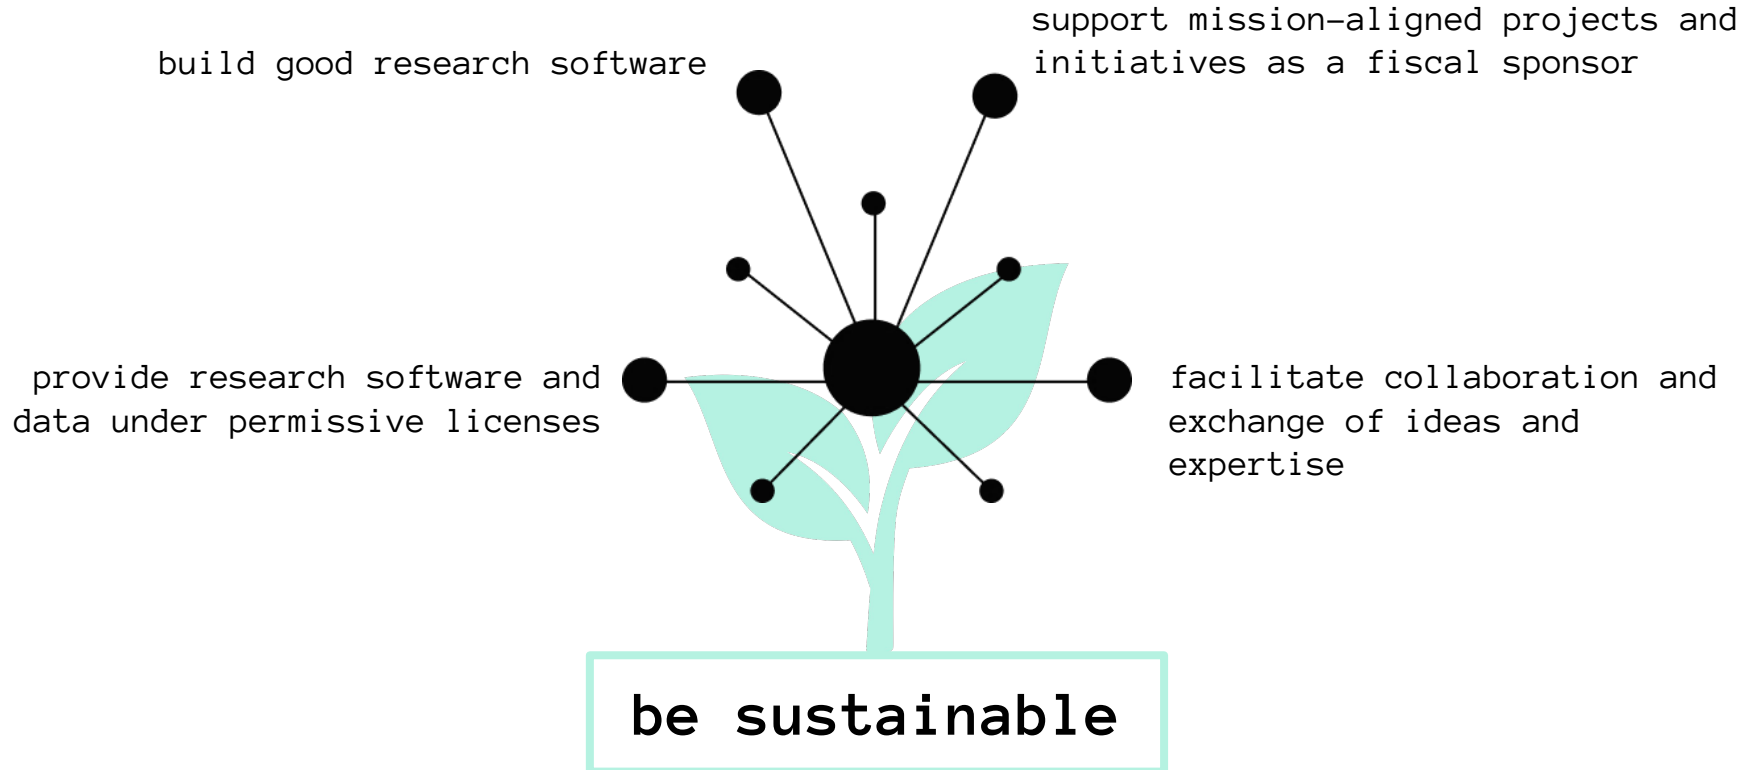 build good research software
support mission-aligned projects and
initiatives as a fiscal sponsor
provide research software and
data under permissive licenses
facilitate collaboration and
exchange of ideas and
expertise
be sustainable